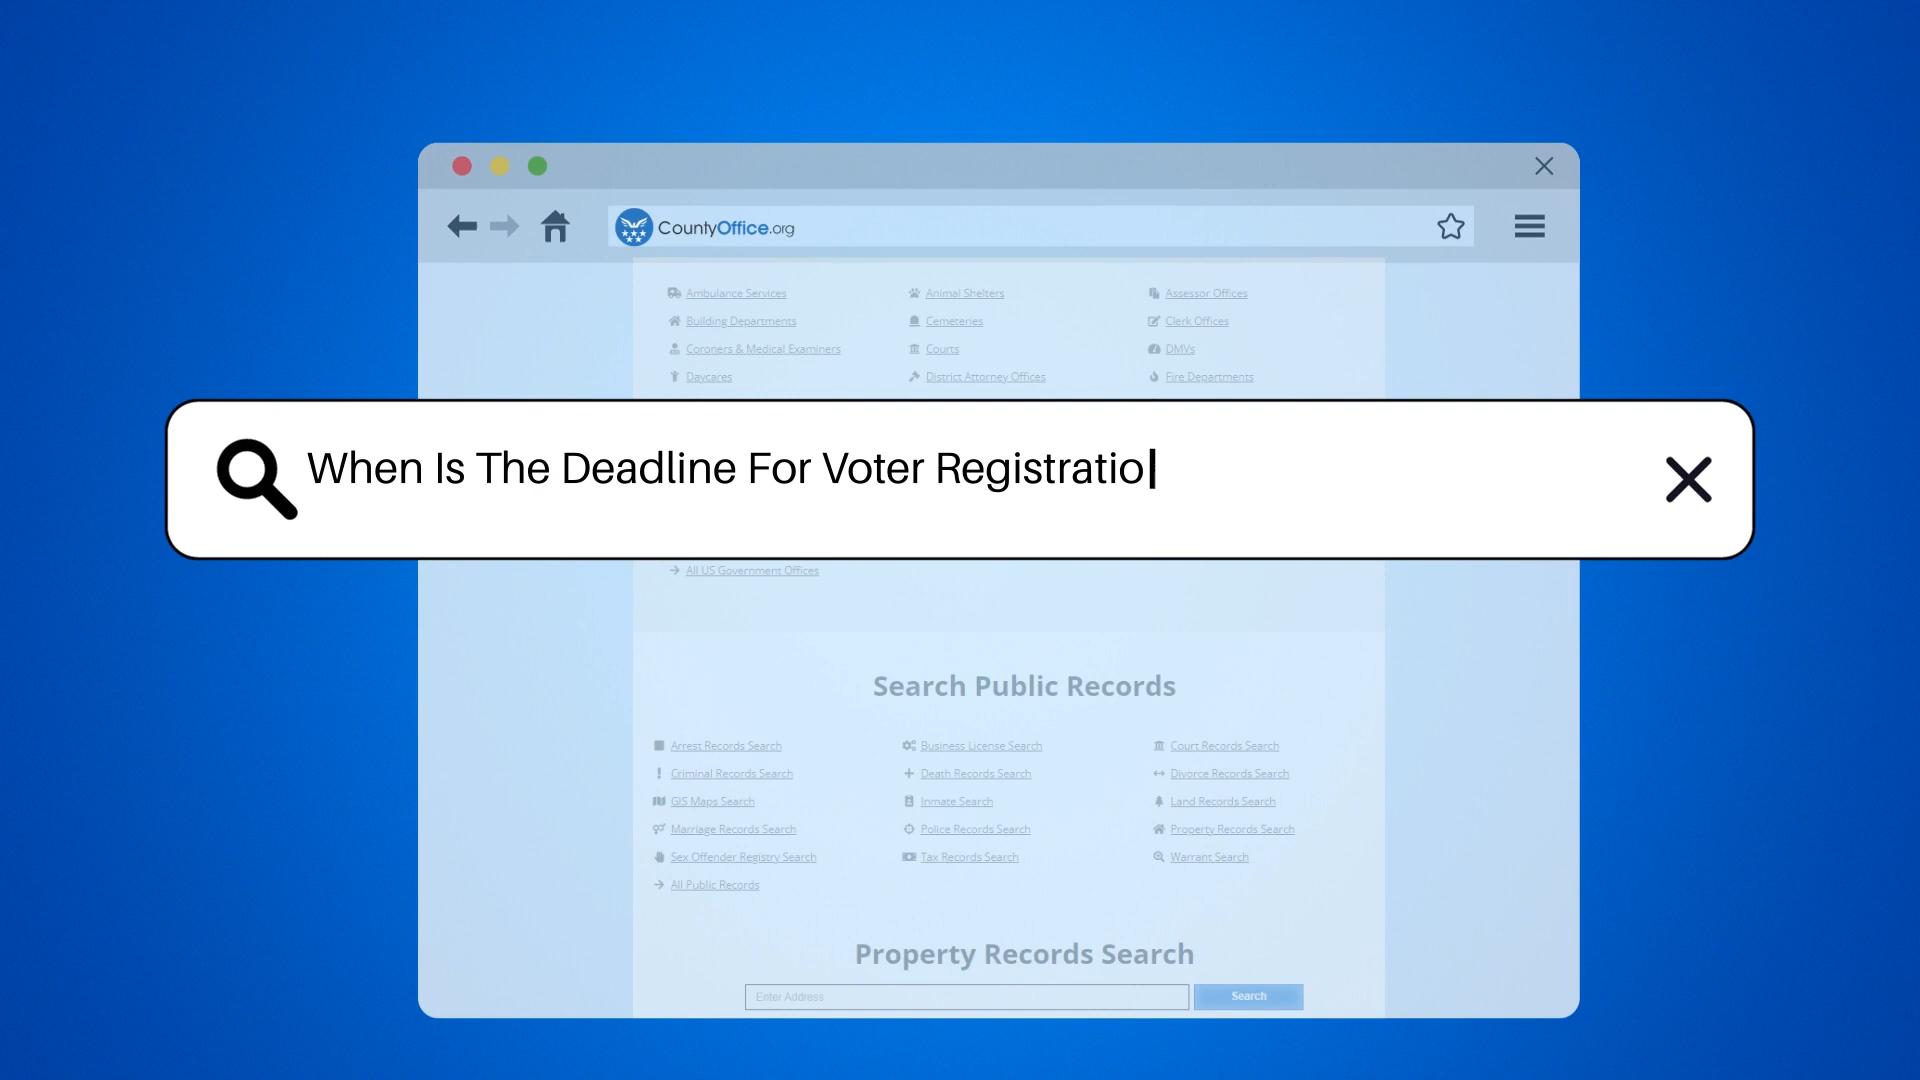 CountyOffice.org
Ambulance Services Animal Shelters Assessor Offices
Building Departments Cemeteries Clerk Offices
Coroners & Medical Examiners Courts DMVs
Daycares District Attorney Offices Fire Departments
When Is The Deadline For Voter Registratio
All US Government Offices
Search Public Records
Arrest Records Search Business License Search Court Records Search
Criminal Records Search Death Records Search Divorce Records Search
GIS Maps Search Inmate Search Land Records Search
Marriage Records Search Police Records Search Property Records Search
Sex Offender Registry Search Tax Records Search Warrant Search
All Public Records
Property Records Search
Enter Address Search